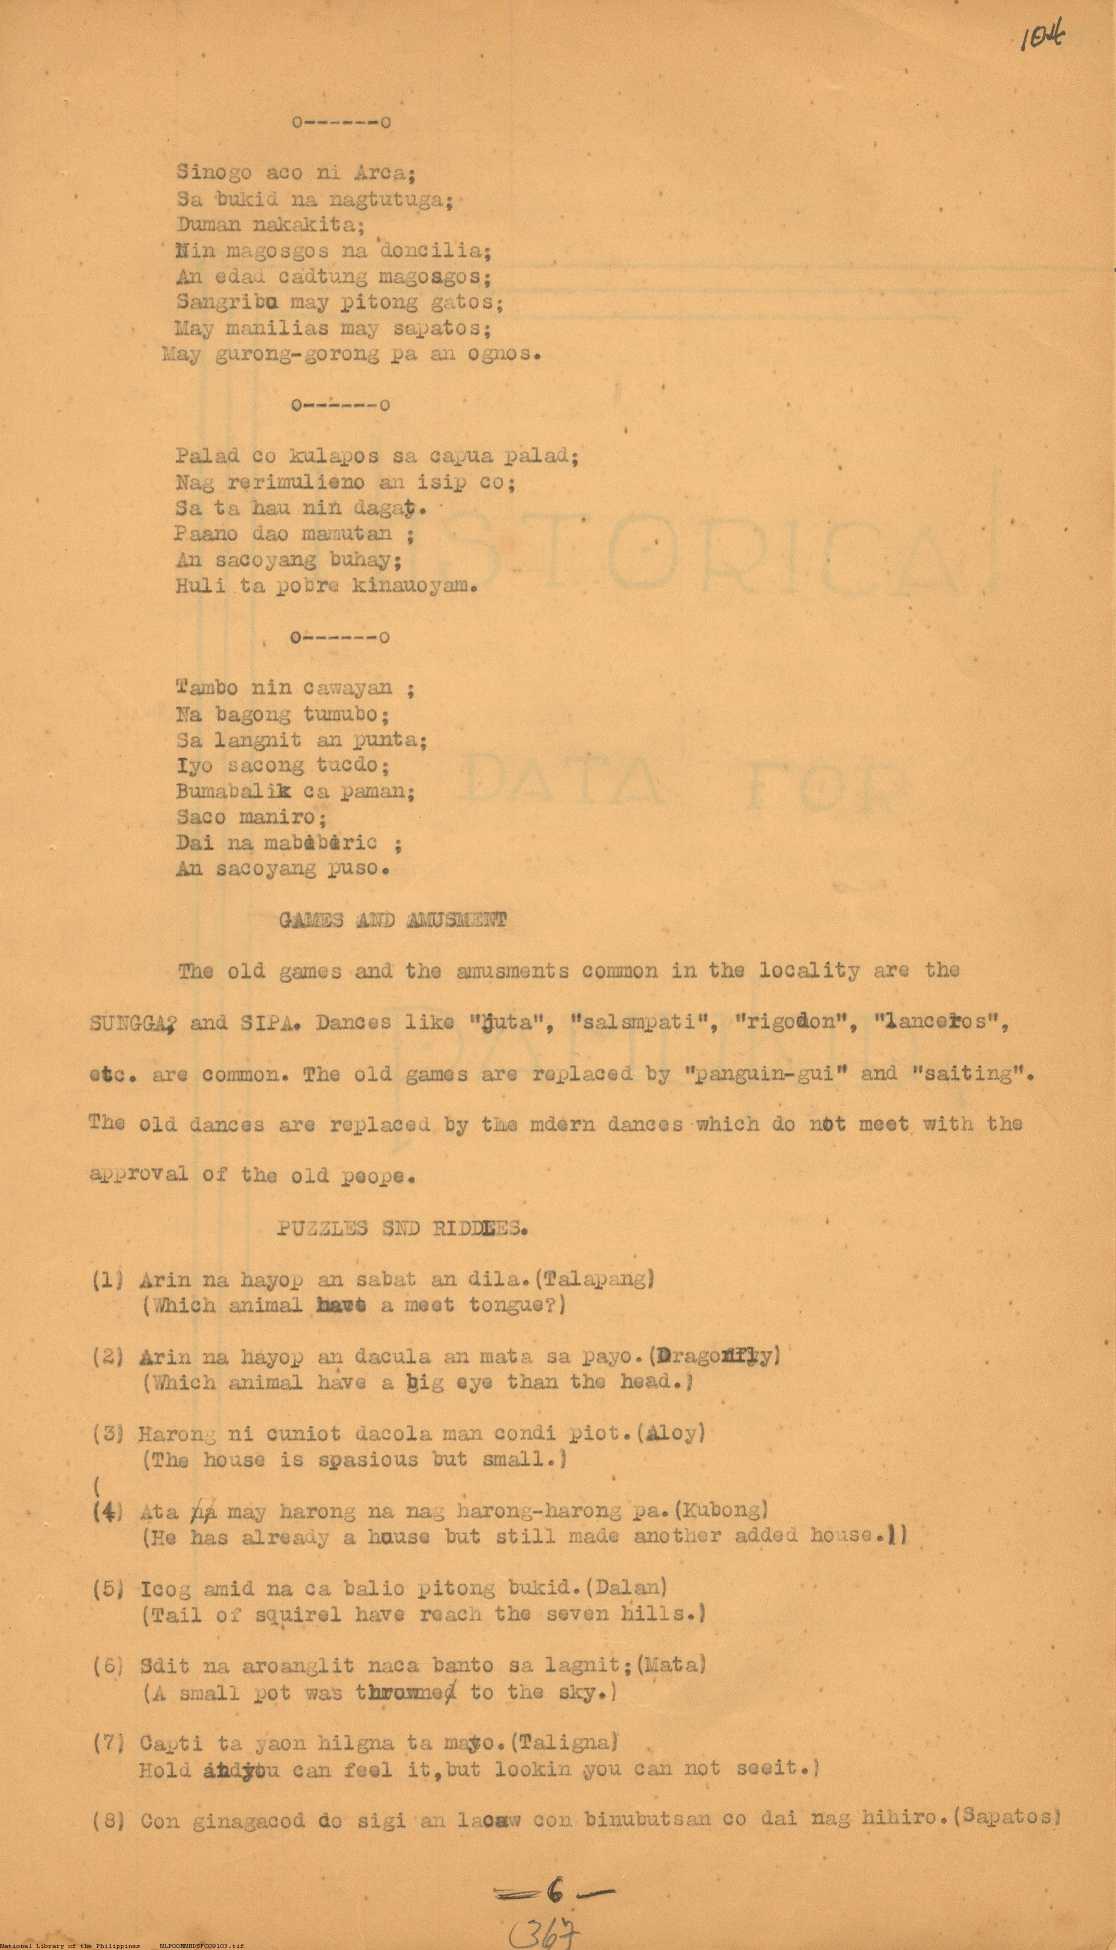 104
o------o
Sinogo aco ni Arca;
Sa bukid na nagtutuga;
Duman nakakita;
Nin magosgos na doncilia;
An edad cadtung magosgos;
Sangribo may pitong gatos;
May manilias may sapatos;
May gurong-gorong pa an ognos.
o------o
Palad co kulapos sa capua palad;
Nag rerimulieno an isip co;
Sa ta hau nin dagat.
Paano dao mamutan ;
An sacoyang buhay;
Huli ta pobre kinauoyam.
o------o
Tambo nin cawayan ;
Na bagong tumubo;
Sa langnit an punta;
Iyo sacong tucdo;
Bumabalik ca paman;
Saco maniro;
Dai na mabibiric ;
An sacoyang puso.
GAMES AND AMUSMENT
The old games and the amusments common in the locality are the
SUNGGA? and SIPA. Dances like "juta", "salsmpati", "rigodon", "lanceros",
etc. are common. The old games are replaced by "panguin-gui" and "saiting".
The old dances are replaced by the mdern dances which do not meet with the
approval of the old peope.
PUZZLES SND RIDDLES.
(1) Arin na hayop an sabat an dila.(Talapang)
(Which animal have a meet tongue?)
(2) Arin na hayop an dacula an mata sa payo.(Dragonfly)
(Which animal have a big eye than the head.)
(3) Harong ni cuniot dacola man condi piot.(Aloy)
(The house is spasious but small.)
(
(4) Ata na may harong na nag harong-harong pa.(Kubong)
(He has already a house but still made another added house.))
(5) Icog amid na ca balio pitong bukid.(Dalan)
(Tail of squirel have reach the seven hills.)
(6) Sdit na aroanglit naca banto sa lagnit;(Mata)
(A small pot was throwned to the sky.)
(7) Capti ta yaon hilgna ta mayo.(Taligna)
Hold and you can feel it,but lookin you can not seeit.)
(8) Con ginagacod co sigi an lacaw con binubutsan co dai nag hihiro.(Sapatos)
= 6 -
(367
HISTORICAL
DATA FOR
National Library of the Philippines